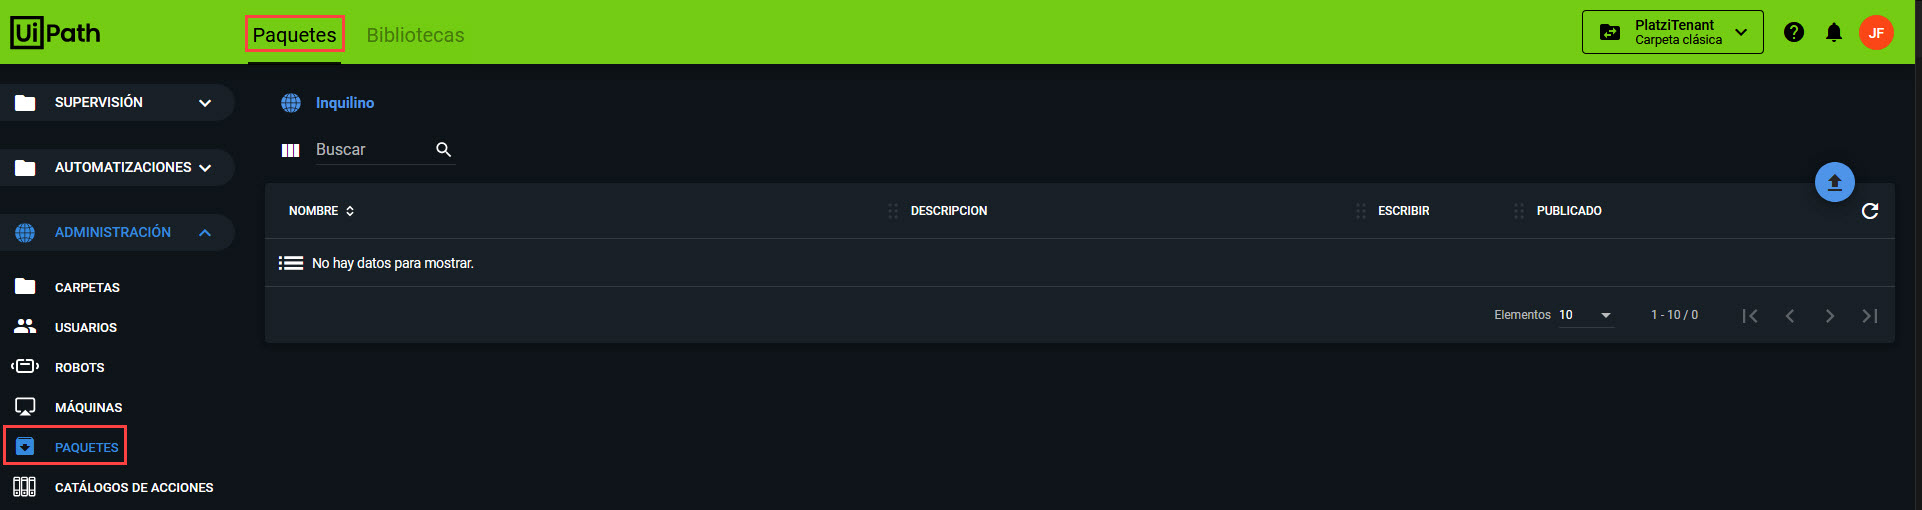 UiPath
Paquetes
Bibliotecas
PlatziTenant
Carpeta clásica
JF
SUPERVISIÓN
AUTOMATIZACIONES
ADMINISTRACIÓN
CARPETAS
USUARIOS
ROBOTS
MÁQUINAS
PAQUETES
CATÁLOGOS DE ACCIONES
Inquilino
Buscar
NOMBRE DESCRIPCION ESCRIBIR PUBLICADO
No hay datos para mostrar.
Elementos 10 1 - 10 / 0